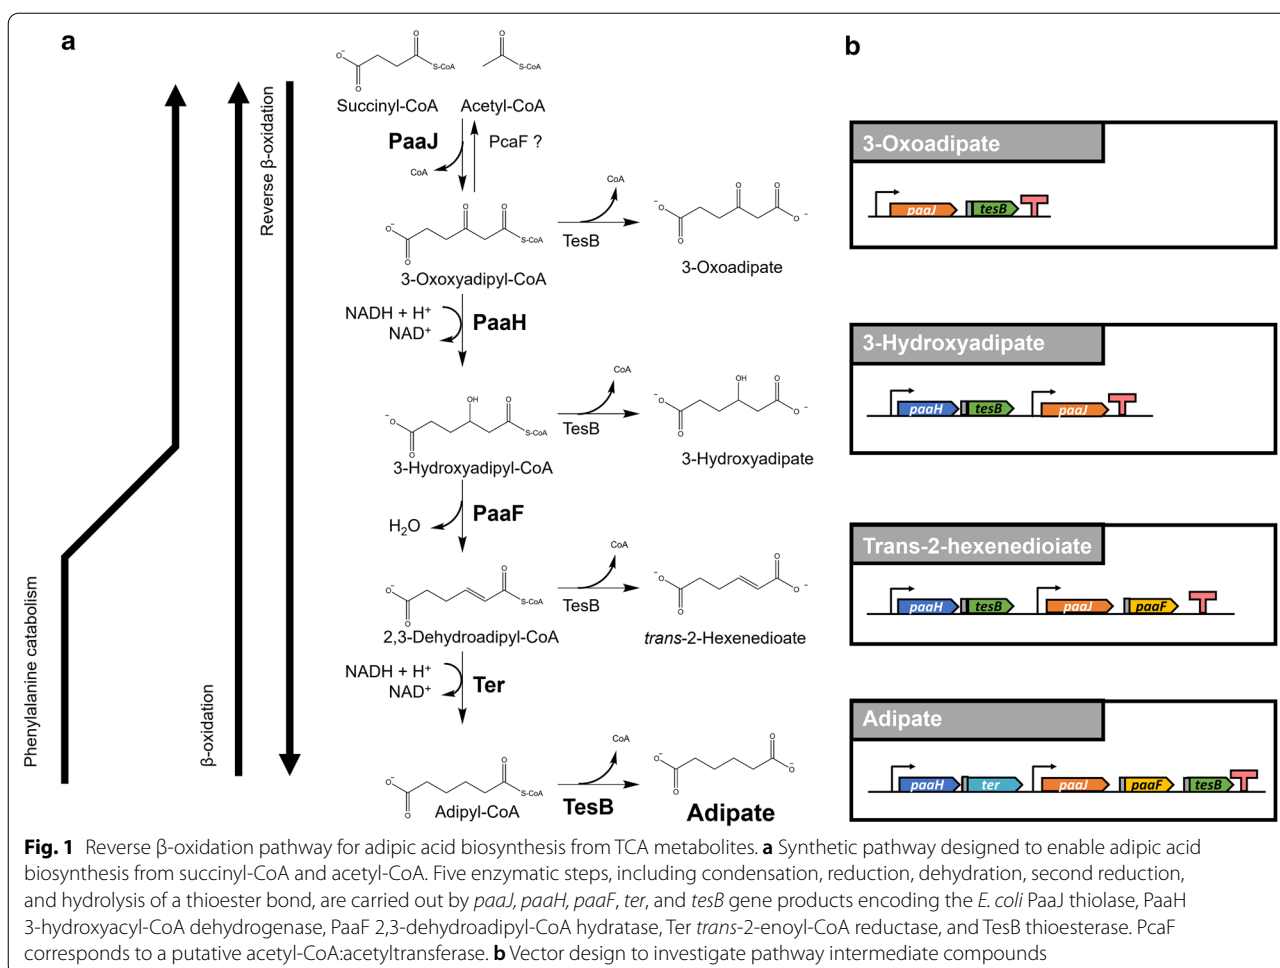 a
b
O⁻
O
O
S-CoA
O
S-CoA
Succinyl-CoA
Acetyl-CoA
PaaJ
PcaF ?
CoA
Phenylalanine catabolism
β-oxidation
Reverse β-oxidation
O⁻
O
O
O
S-CoA
3-Oxoxyadipyl-CoA
CoA
TesB
O⁻
O
O
O
O⁻
3-Oxoadipate
NADH + H⁺
NAD⁺
PaaH
O⁻
O
OH
O
S-CoA
3-Hydroxyadipyl-CoA
CoA
TesB
O⁻
O
OH
O
O⁻
3-Hydroxyadipate
H₂O
PaaF
O⁻
O
O
S-CoA
2,3-Dehydroadipyl-CoA
CoA
TesB
O⁻
O
O
O⁻
trans-2-Hexenedioate
NADH + H⁺
NAD⁺
Ter
O⁻
O
O
S-CoA
Adipyl-CoA
CoA
TesB
O⁻
O
O
O⁻
Adipate
3-Oxoadipate
paaJ tesB T
3-Hydroxyadipate
paaH tesB paaJ T
Trans-2-hexenedioiate
paaH tesB paaJ paaF T
Adipate
paaH ter paaJ paaF tesB T
Fig. 1 Reverse β-oxidation pathway for adipic acid biosynthesis from TCA metabolites. a Synthetic pathway designed to enable adipic acid
biosynthesis from succinyl-CoA and acetyl-CoA. Five enzymatic steps, including condensation, reduction, dehydration, second reduction,
and hydrolysis of a thioester bond, are carried out by paaJ, paaH, paaF, ter, and tesB gene products encoding the E. coli PaaJ thiolase, PaaH
3-hydroxyacyl-CoA dehydrogenase, PaaF 2,3-dehydroadipyl-CoA hydratase, Ter trans-2-enoyl-CoA reductase, and TesB thioesterase. PcaF
corresponds to a putative acetyl-CoA:acetyltransferase. b Vector design to investigate pathway intermediate compounds